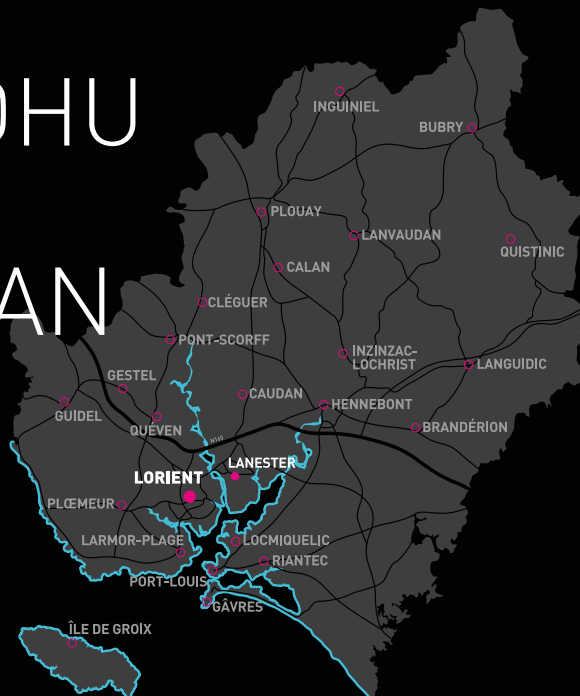 OHU
AN
INGUINIEL
BUBRY
PLOUAY
LANVAUDAN
QUISTINIC
CALAN
CLÉGUER
PONT-SCORFF
INZINZAC-
LOCHRIST
LANGUIDIC
GESTEL
CAUDAN
HENNEBONT
GUIDEL
QUÉVEN
BRANDÉRION
N165
LANESTER
LORIENT
PLŒMEUR
LARMOR-PLAGE
LOCMIQUELIC
RIANTEC
PORT-LOUIS
GÂVRES
ÎLE DE GROIX